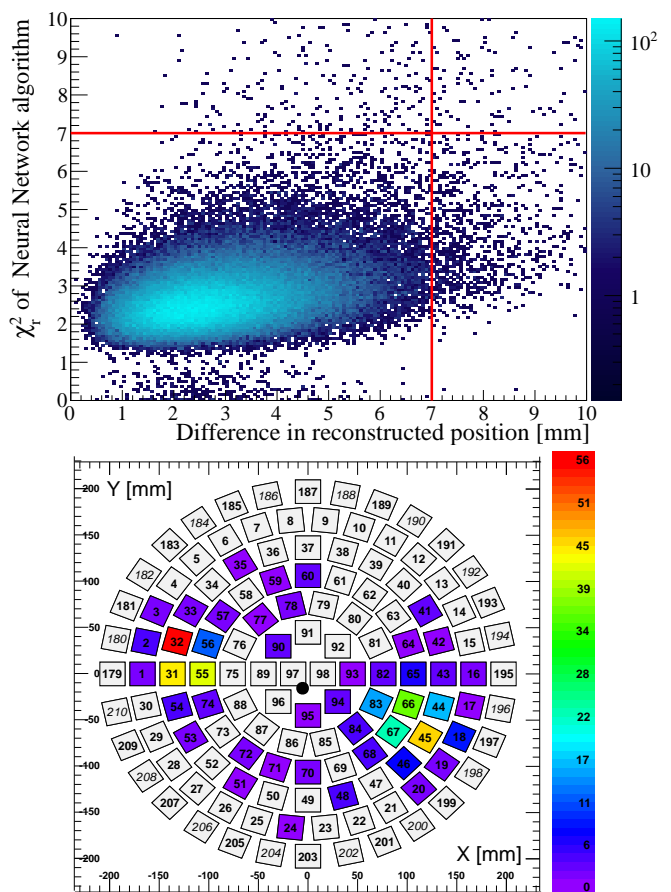 χ²r of Neural Network algorithm
10
9
8
7
6
5
4
3
2
1
0
0 1 2 3 4 5 6 7 8 9 10
Difference in reconstructed position [mm]
10²
10
1
Y [mm]
200
150
100
50
0
-50
-100
-150
-200
186 187 188
184 185 189 190
183 6 7 8 9 10 11 191
182 5 35 36 37 38 39 12 192
181 4 34 58 59 60 61 62 40 13 193
3 33 57 77 78 79 80 63 41 14
180 2 32 56 76 90 91 92 81 64 42 15 194
179 1 31 55 75 89 97 98 93 82 65 43 16 195
210 30 54 74 88 96 95 94 83 66 44 17 196
209 29 53 73 87 86 85 84 67 45 18 197
208 28 52 72 71 70 69 68 46 19 198
207 27 51 50 49 48 47 20 199
206 26 25 24 23 22 21 200
205 204 203 202 201
X [mm]
-200 -150 -100 -50 0 50 100 150 200
56
50
45
39
34
28
22
17
11
6
0